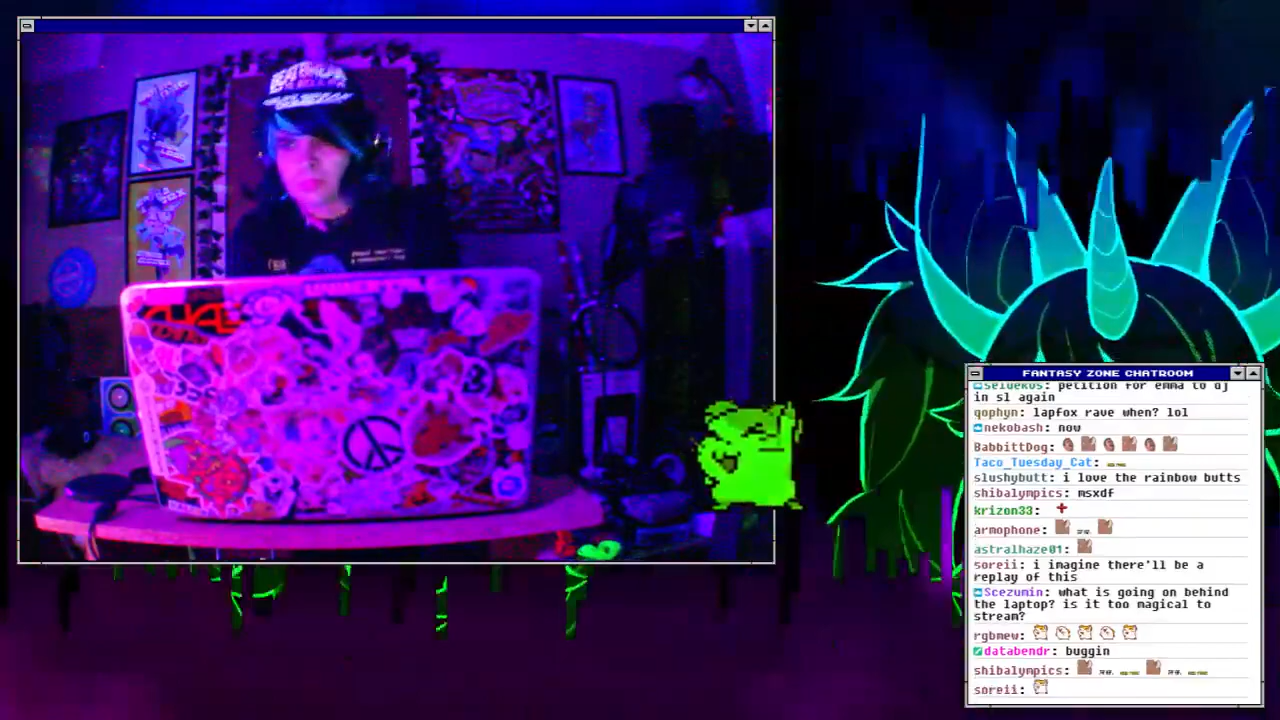 FANTASY ZONE CHATROOM
seluekos: petition for emma to dj
in sl again
qophyn: lapfox rave when? lol
nekobash: now
BabbittDog:
Taco_Tuesday_Cat:
slushybutt: i love the rainbow butts
shibalympics: msxdf
krizon33:
armophone:
astralhaze01:
soreii: i imagine there'll be a
replay of this
Scezumin: what is going on behind
the laptop? is it too magical to
stream?
rgbmew:
databendr: buggin
shibalympics:
soreii: